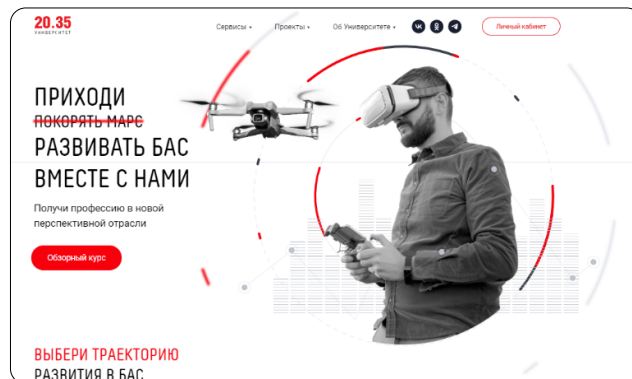 20.35
УНИВЕРСИТЕТ
Сервисы
Проекты
Об Университете
Личный кабинет
ПРИХОДИ
ПОКОРЯТЬ МАРС
РАЗВИВАТЬ БАС
ВМЕСТЕ С НАМИ
Получи профессию в новой
перспективной отрасли
Обзорный курс
ВЫБЕРИ ТРАЕКТОРИЮ
РАЗВИТИЯ В БАС